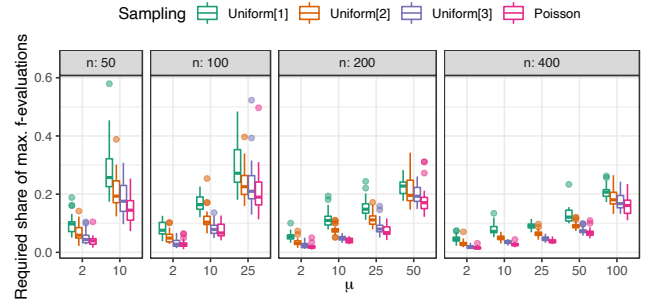 Sampling Uniform[1] Uniform[2] Uniform[3] Poisson
n: 50 n: 100 n: 200 n: 400
Required share of max. f-evaluations
0.6
0.4
0.2
0.0
2 10 2 10 25 2 10 25 50 2 10 25 50 100
μ